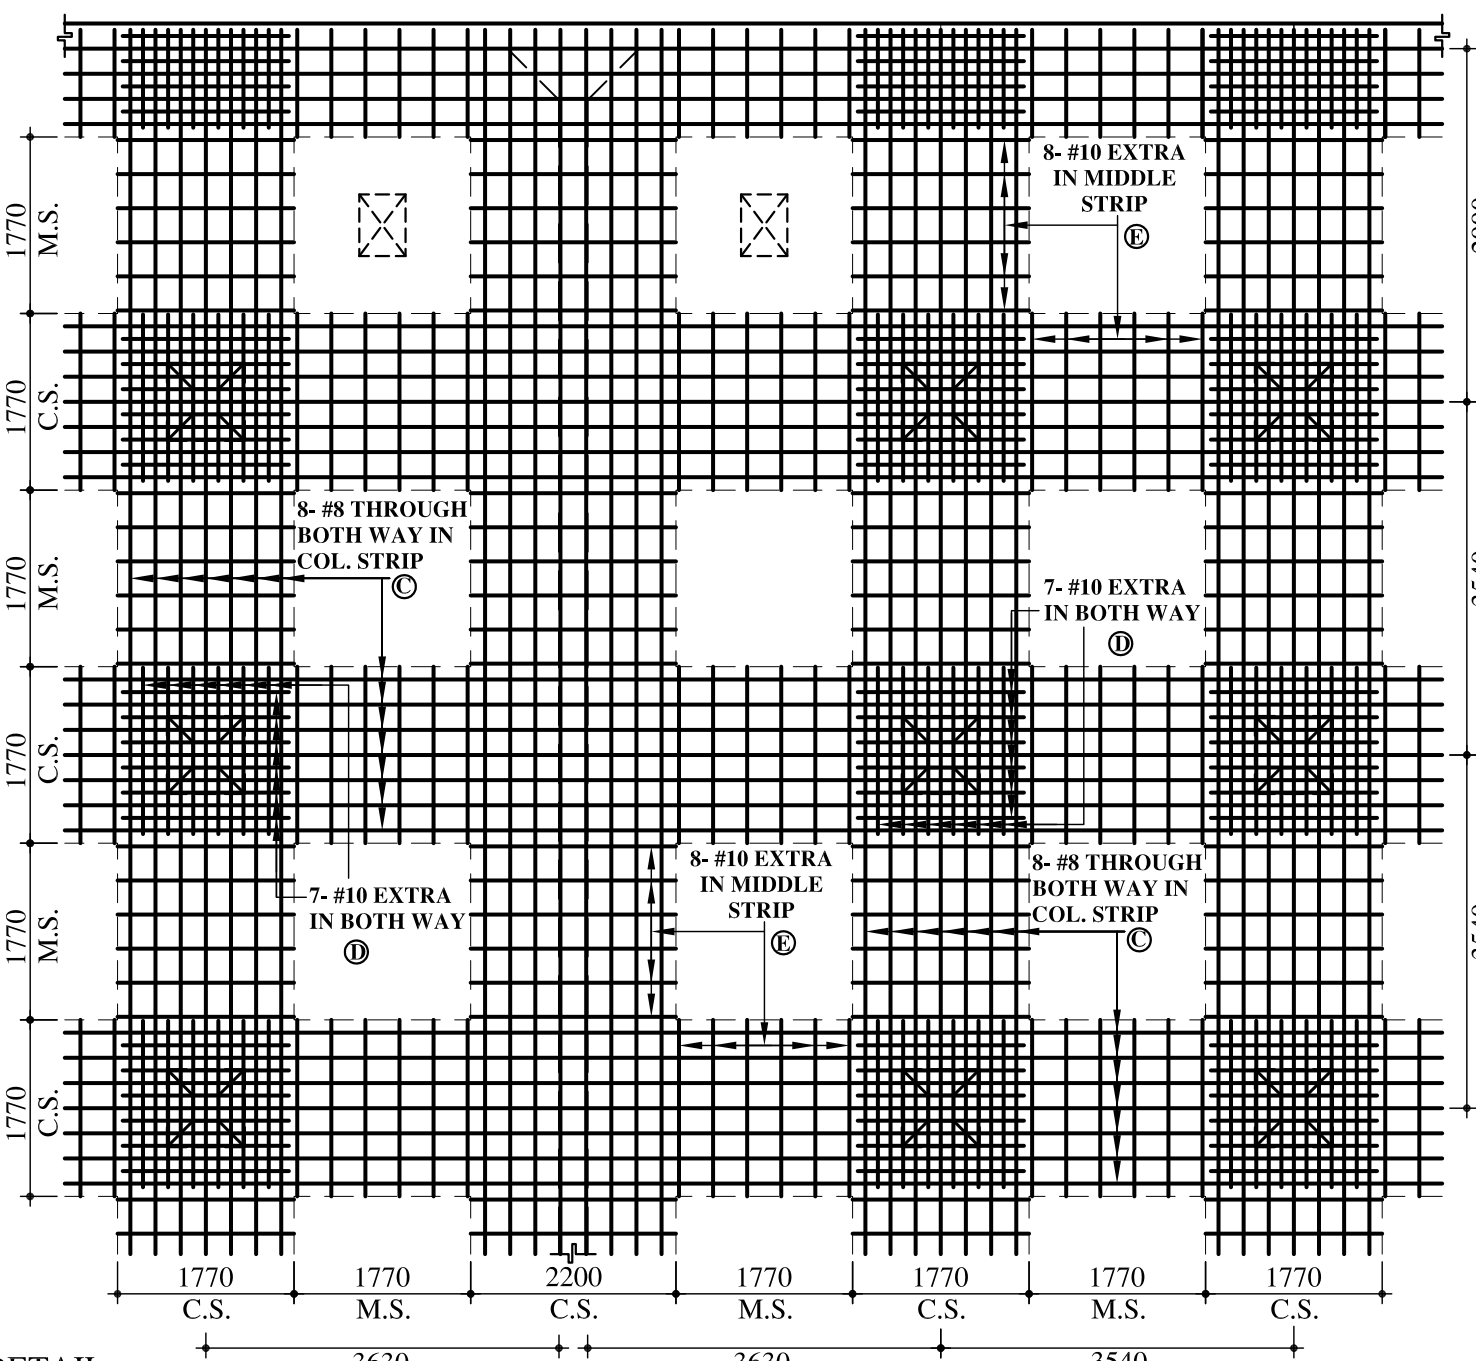 8- #10 EXTRA
IN MIDDLE
STRIP
E
1770
M.S.
1770
C.S.
8- #8 THROUGH
BOTH WAY IN
COL. STRIP
C
1770
M.S.
7- #10 EXTRA
IN BOTH WAY
D
1770
C.S.
8- #10 EXTRA
IN MIDDLE
STRIP
E
8- #8 THROUGH
BOTH WAY IN
COL. STRIP
C
7- #10 EXTRA
IN BOTH WAY
D
1770
M.S.
1770
C.S.
1770 1770 2200 1770 1770 1770 1770
C.S. M.S. C.S. M.S. C.S. M.S. C.S.
3540